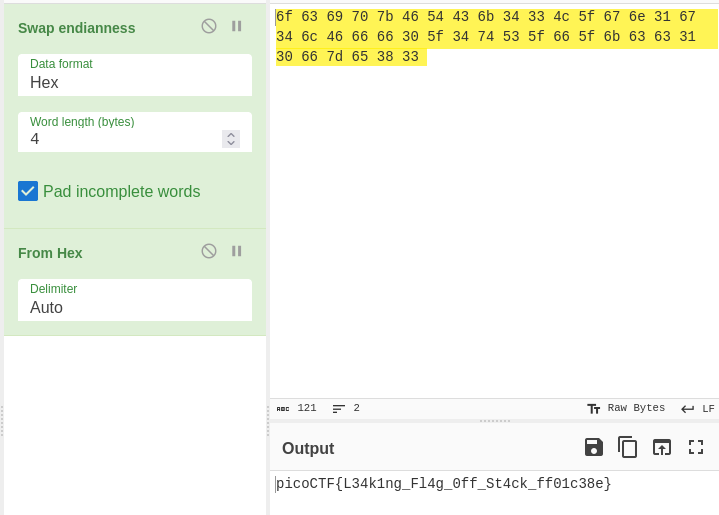 Swap endianness
Data format
Hex
Word length (bytes)
4
Pad incomplete words
From Hex
Delimiter
Auto
6f 63 69 70 7b 46 54 43 6b 34 33 4c 5f 67 6e 31 67
34 6c 46 66 66 30 5f 34 74 53 5f 66 5f 6b 63 63 31
30 66 7d 65 38 33
ABC 121 2 Raw Bytes LF
Output
picoCTF{L34k1ng_Fl4g_0ff_St4ck_ff01c38e}